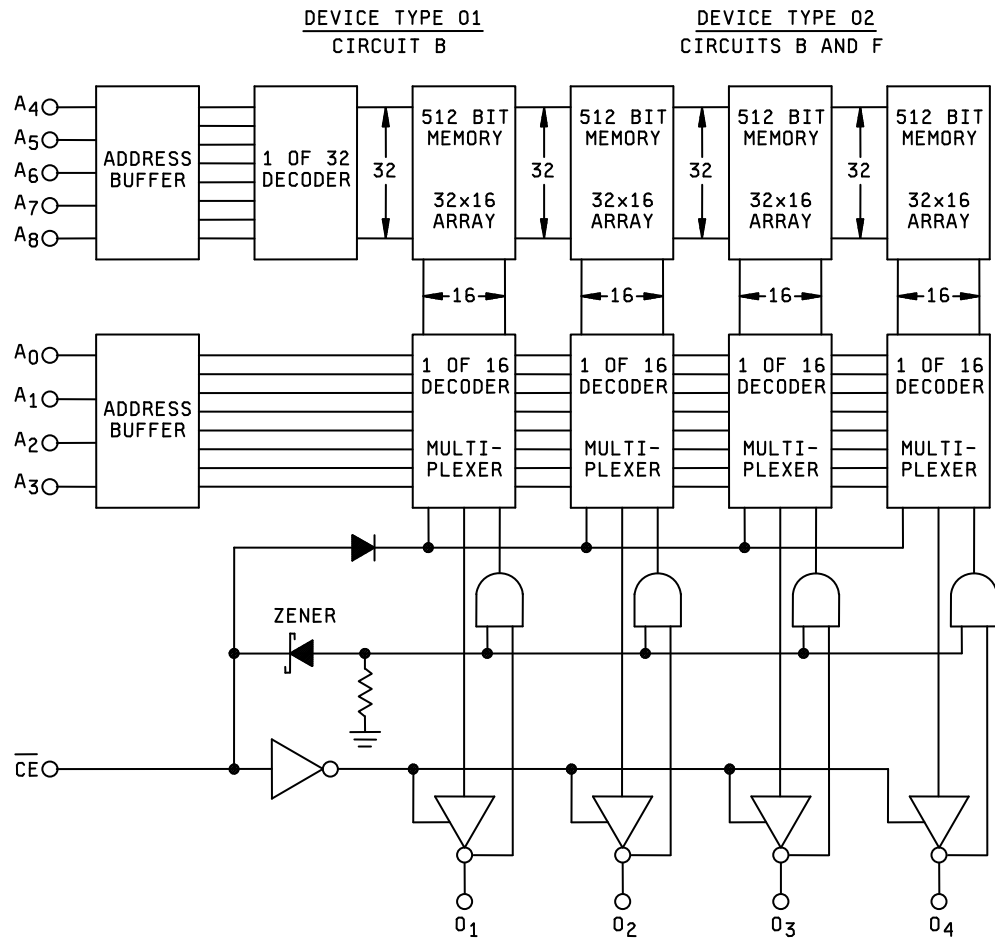 DEVICE TYPE 01
CIRCUIT B
DEVICE TYPE 02
CIRCUITS B AND F
A4
A5
A6
A7
A8
ADDRESS
BUFFER
1 OF 32
DECODER
32
512 BIT
MEMORY
32x16
ARRAY
32
512 BIT
MEMORY
32x16
ARRAY
32
512 BIT
MEMORY
32x16
ARRAY
32
512 BIT
MEMORY
32x16
ARRAY
16
16
16
16
A0
A1
A2
A3
ADDRESS
BUFFER
1 OF 16
DECODER
MULTI-
PLEXER
1 OF 16
DECODER
MULTI-
PLEXER
1 OF 16
DECODER
MULTI-
PLEXER
1 OF 16
DECODER
MULTI-
PLEXER
ZENER
C̅E̅
O1
O2
O3
O4